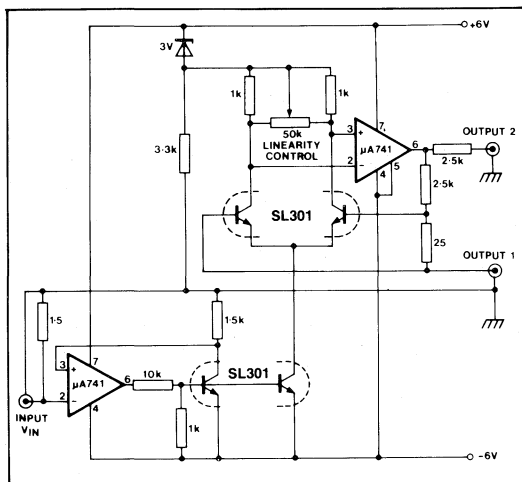 +6V
3V
1k
1k
50k
LINEARITY
CONTROL
3·3k
3
+
2
−
7
μA741
6
4
5
OUTPUT 2
2·5k
2·5k
SL301
25
OUTPUT 1
1·5
1·5k
3
+
2
−
7
μA741
6
4
10k
SL301
1k
INPUT
VIN
−6V